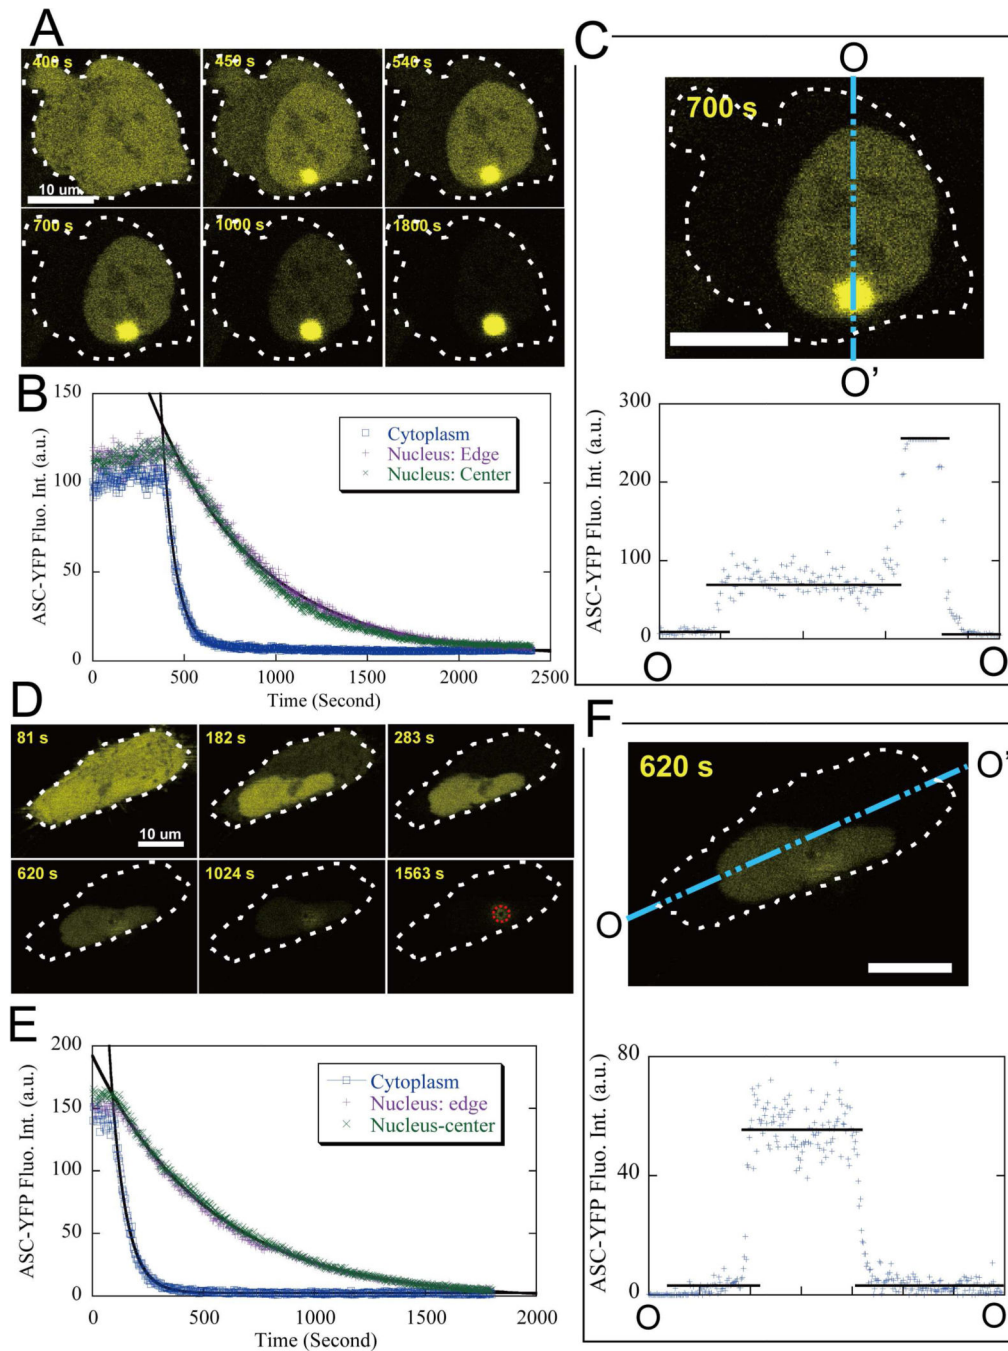 A
400 s
450 s
540 s
10 um
700 s
1000 s
1800 s
B
150
100
50
0
ASC-YFP Fluo. Int. (a.u.)
Cytoplasm
Nucleus: Edge
Nucleus: Center
0
500
1000
1500
2000
2500
Time (Second)
C
O
700 s
O'
300
200
100
0
ASC-YFP Fluo. Int. (a.u.)
O
O
D
81 s
182 s
283 s
10 um
620 s
1024 s
1563 s
E
200
150
100
50
0
ASC-YFP Fluo. Int. (a.u.)
Cytoplasm
Nucleus: edge
Nucleus-center
0
500
1000
1500
2000
Time (Second)
F
620 s
O'
O
80
40
0
ASC-YFP Fluo. Int. (a.u.)
O
O